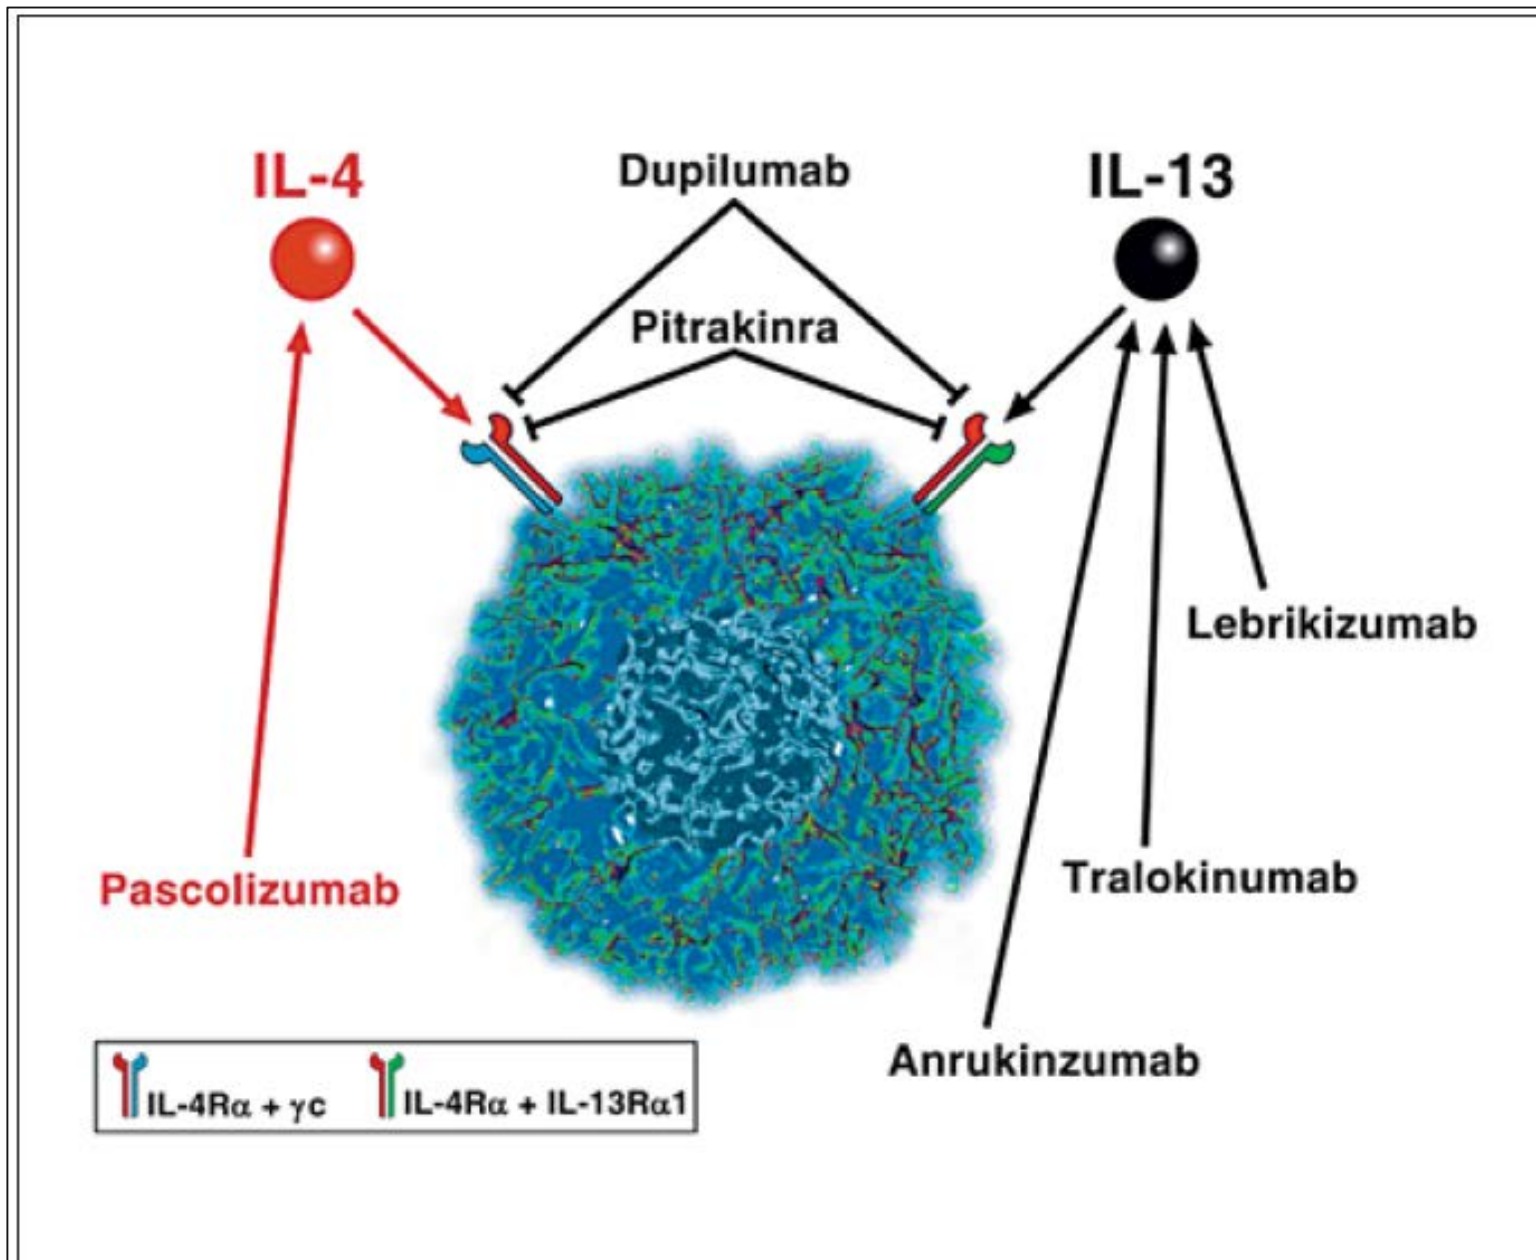 IL-4
Dupilumab
IL-13
Pitrakinra
Lebrikizumab
Pascolizumab
Tralokinumab
Anrukinzumab
IL-4Rα + γc
IL-4Rα + IL-13Rα1